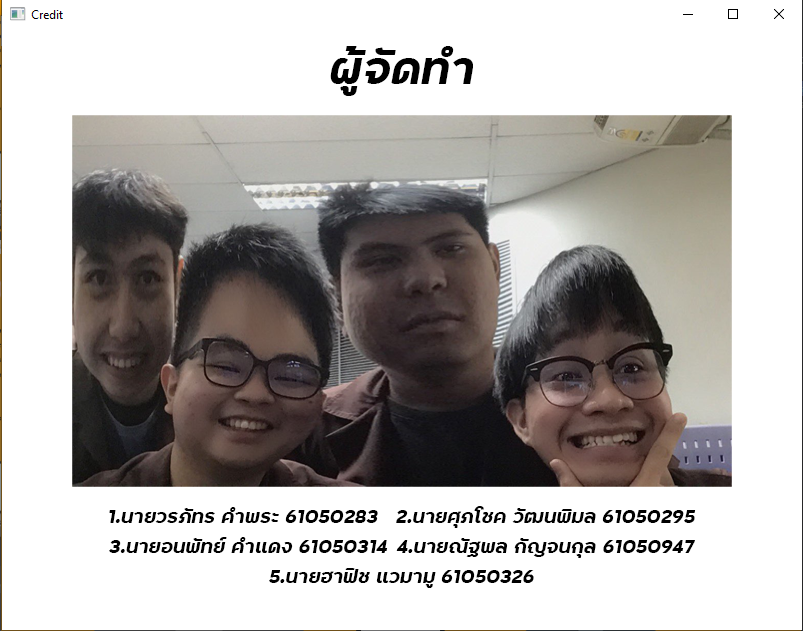 Credit
ผู้จัดทำ
1.นายวรภัทร คำพระ 61050283 2.นายศุภโชค วัฒนพิมล 61050295
3.นายอนพัทย์ คำแดง 61050314 4.นายณัฐพล กัญจนกุล 61050947
5.นายฮาฟิซ แวมามู 61050326